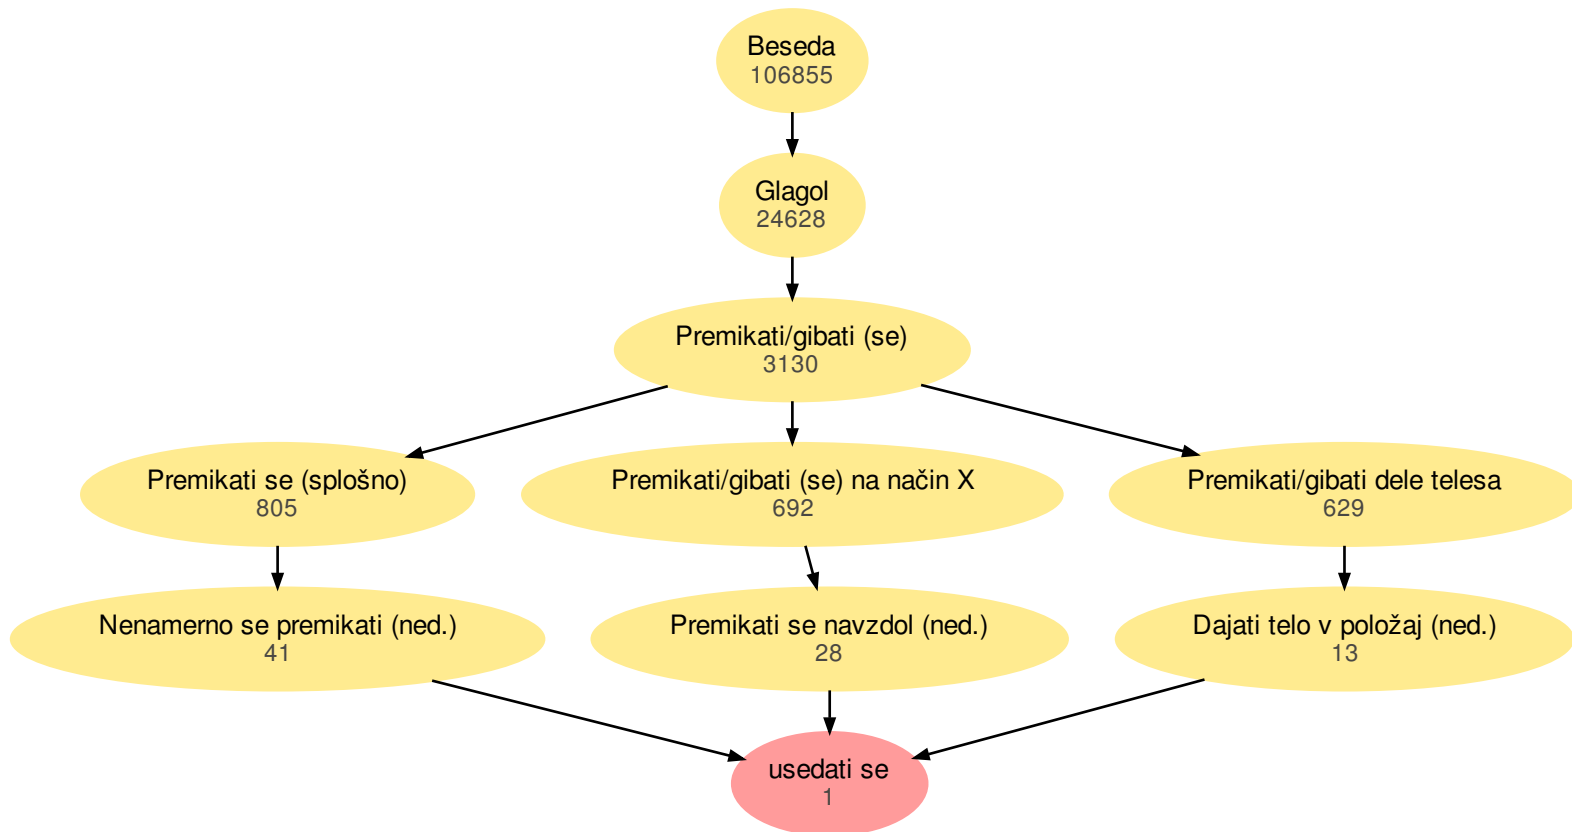 Beseda
106855
Glagol
24628
Premikati/gibati (se)
3130
Premikati se (splošno)
805
Premikati/gibati (se) na način X
692
Premikati/gibati dele telesa
629
Nenamerno se premikati (ned.)
41
Premikati se navzdol (ned.)
28
Dajati telo v položaj (ned.)
13
usedati se
1